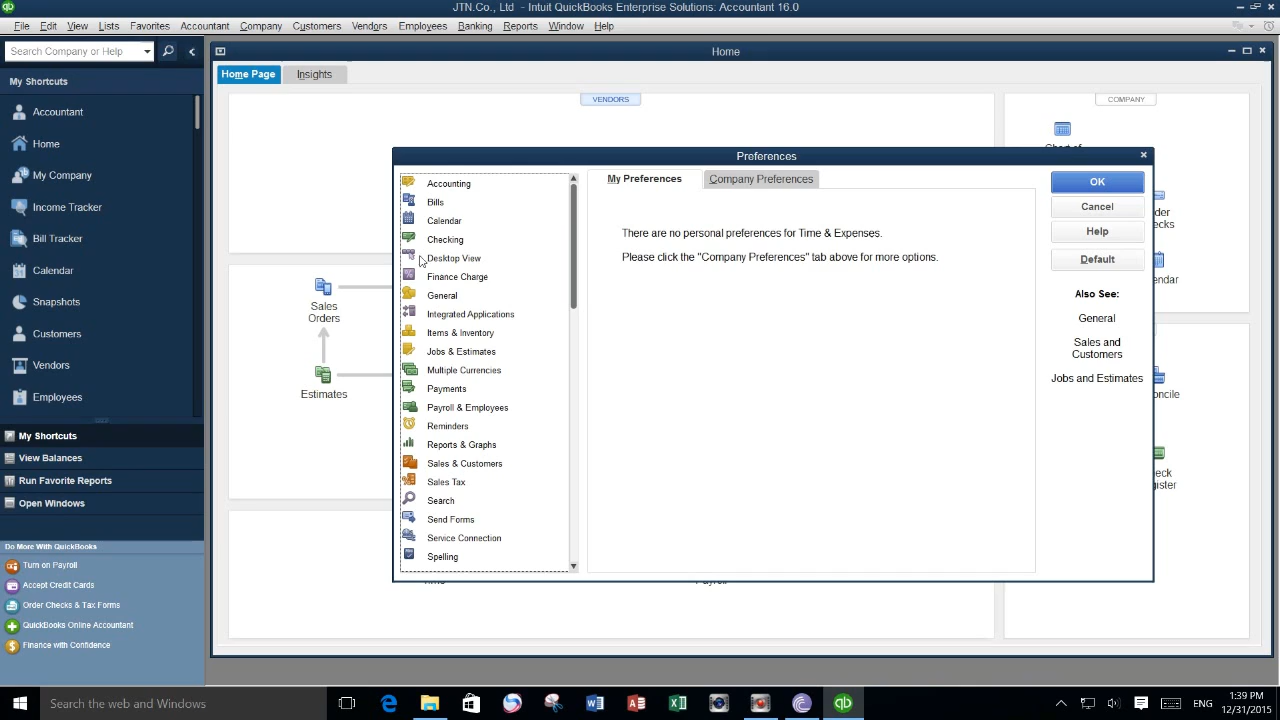 JTN.Co., Ltd - Intuit QuickBooks Enterprise Solutions: Accountant 16.0
File Edit View Lists Favorites Accountant Company Customers Vendors Employees Banking Reports Window Help
Search Company or Help
My Shortcuts
Accountant
Home
My Company
Income Tracker
Bill Tracker
Calendar
Snapshots
Customers
Vendors
Employees
My Shortcuts
View Balances
Run Favorite Reports
Open Windows
Do More With QuickBooks
Turn on Payroll
Accept Credit Cards
Order Checks & Tax Forms
QuickBooks Online Accountant
Finance with Confidence
Home
Home Page Insights
VENDORS
COMPANY
Sales
Orders
Estimates
Preferences
Accounting
Bills
Calendar
Checking
Desktop View
Finance Charge
General
Integrated Applications
Items & Inventory
Jobs & Estimates
Multiple Currencies
Payments
Payroll & Employees
Reminders
Reports & Graphs
Sales & Customers
Sales Tax
Search
Send Forms
Service Connection
Spelling
My Preferences Company Preferences
There are no personal preferences for Time & Expenses.
Please click the "Company Preferences" tab above for more options.
OK
Cancel
Help
Default
Also See:
General
Sales and
Customers
Jobs and Estimates
Search the web and Windows
ENG
1:39 PM
12/31/2015